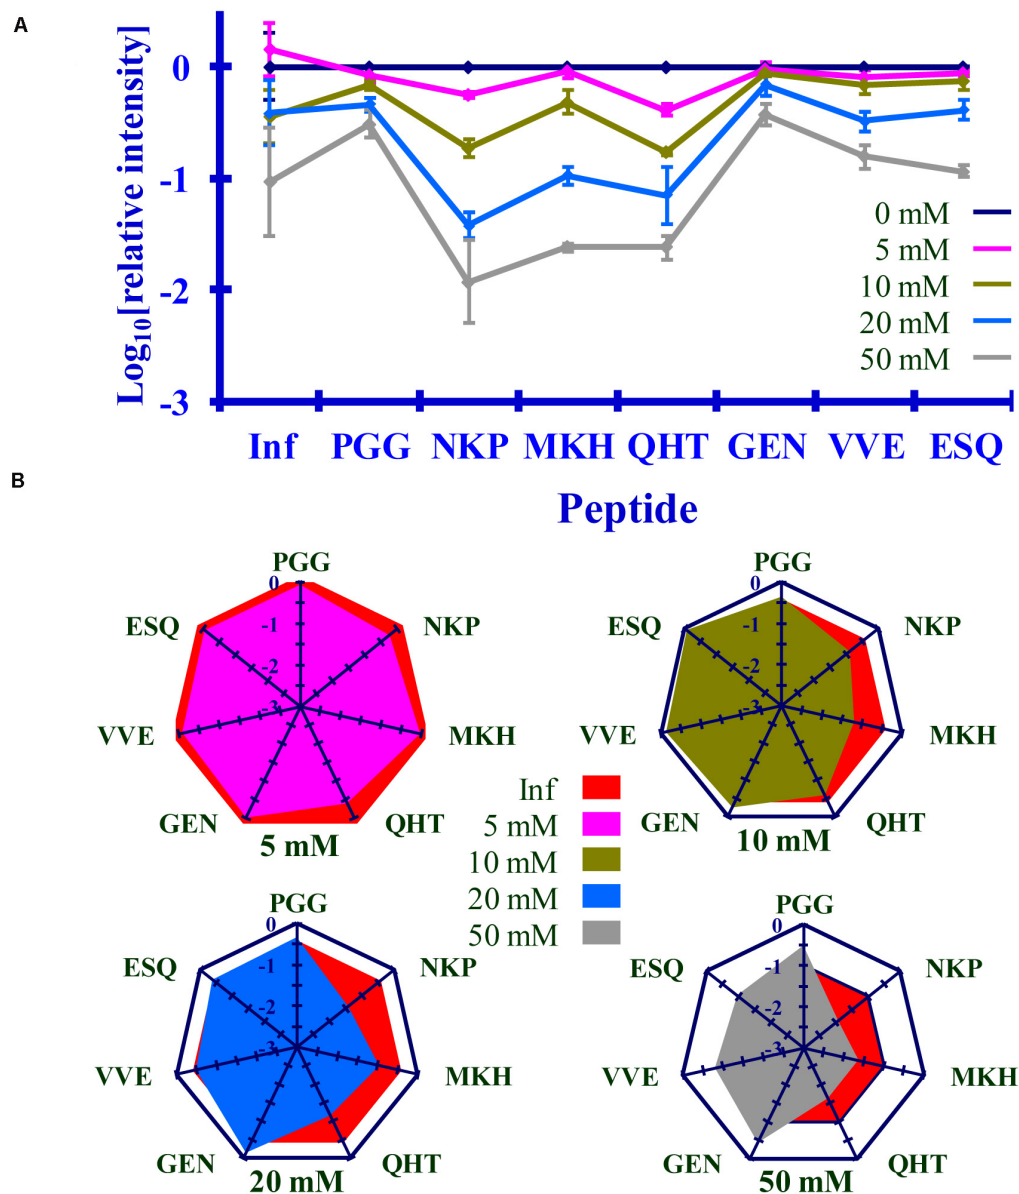 A
Log10[relative intensity]
0
-1
-2
-3
0 mM
5 mM
10 mM
20 mM
50 mM
Inf PGG NKP MKH QHT GEN VVE ESQ
Peptide
B
PGG
0
ESQ NKP
-1
-2
-3
VVE MKH
GEN QHT
5 mM
PGG
0
ESQ NKP
-1
-2
-3
VVE MKH
GEN QHT
10 mM
Inf
5 mM
10 mM
20 mM
50 mM
PGG
0
ESQ NKP
-1
-2
-3
VVE MKH
GEN QHT
20 mM
PGG
0
ESQ NKP
-1
-2
-3
VVE MKH
GEN QHT
50 mM